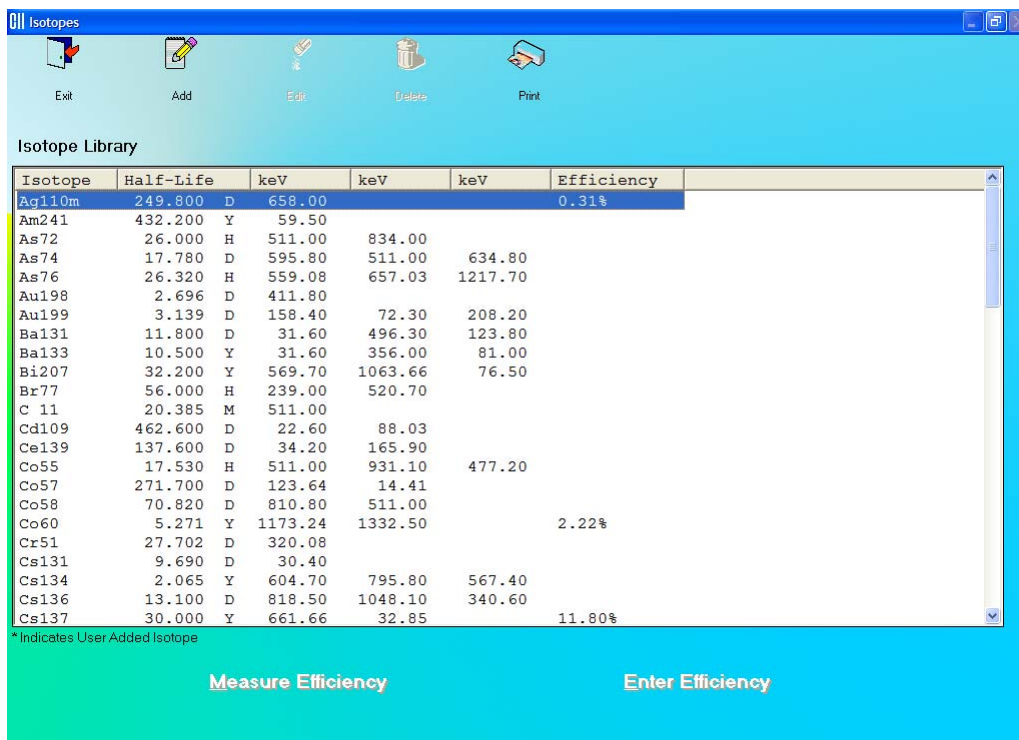 Isotopes
Exit Add Edit Delete Print
Isotope Library
Isotope Half-Life keV keV keV Efficiency
Ag110m 249.800 D 658.00 0.31%
Am241 432.200 Y 59.50
As72 26.000 H 511.00 834.00
As74 17.780 D 595.80 511.00 634.80
As76 26.320 H 559.08 657.03 1217.70
Au198 2.696 D 411.80
Au199 3.139 D 158.40 72.30 208.20
Ba131 11.800 D 31.60 496.30 123.80
Ba133 10.500 Y 31.60 356.00 81.00
Bi207 32.200 Y 569.70 1063.66 76.50
Br77 56.000 H 239.00 520.70
C 11 20.385 M 511.00
Cd109 462.600 D 22.60 88.03
Ce139 137.600 D 34.20 165.90
Co55 17.530 H 511.00 931.10 477.20
Co57 271.700 D 123.64 14.41
Co58 70.820 D 810.80 511.00
Co60 5.271 Y 1173.24 1332.50 2.22%
Cr51 27.702 D 320.08
Cs131 9.690 D 30.40
Cs134 2.065 Y 604.70 795.80 567.40
Cs136 13.100 D 818.50 1048.10 340.60
Cs137 30.000 Y 661.66 32.85 11.80%
* Indicates User Added Isotope
Measure Efficiency Enter Efficiency